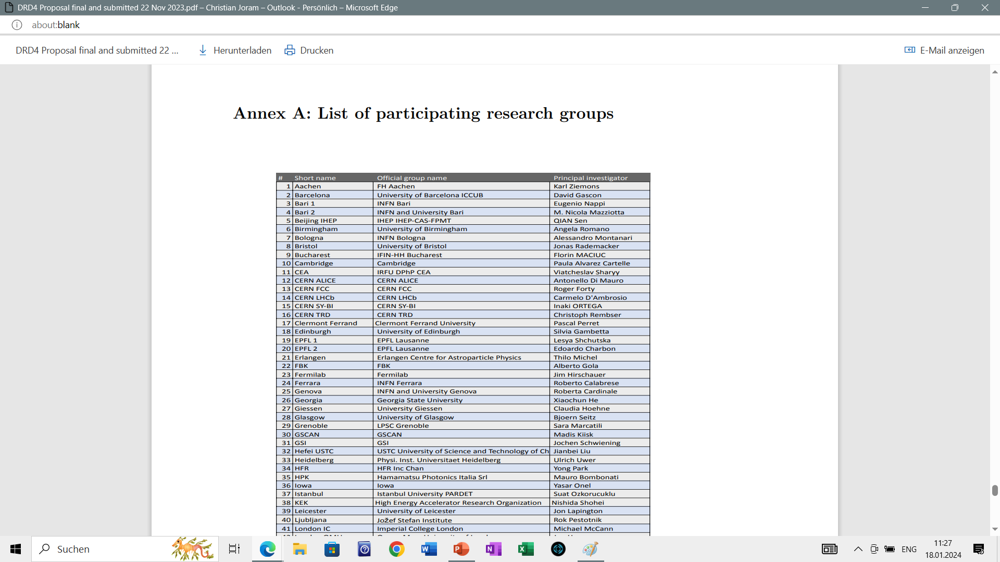 DRD4 Proposal final and submitted 22 Nov 2023.pdf – Christian Joram – Outlook - Persönlich – Microsoft Edge
about:blank
DRD4 Proposal final and submitted 22 ... Herunterladen Drucken E-Mail anzeigen
Annex A: List of participating research groups
# Short name Official group name Principal investigator
1 Aachen FH Aachen Karl Ziemons
2 Barcelona University of Barcelona ICCUB David Gascon
3 Bari 1 INFN Bari Eugenio Nappi
4 Bari 2 INFN and University Bari M. Nicola Mazziotta
5 Beijing IHEP IHEP IHEP-CAS-FPMT QIAN Sen
6 Birmingham University of Birmingham Angela Romano
7 Bologna INFN Bologna Alessandro Montanari
8 Bristol University of Bristol Jonas Rademacker
9 Bucharest IFIN-HH Bucharest Florin MACIUC
10 Cambridge Cambridge Paula Alvarez Cartelle
11 CEA IRFU DPhP CEA Viatcheslav Sharyy
12 CERN ALICE CERN ALICE Antonello Di Mauro
13 CERN FCC CERN FCC Roger Forty
14 CERN LHCb CERN LHCb Carmelo D'Ambrosio
15 CERN SY-BI CERN SY-BI Inaki ORTEGA
16 CERN TRD CERN TRD Christoph Rembser
17 Clermont Ferrand Clermont Ferrand University Pascal Perret
18 Edinburgh University of Edinburgh Silvia Gambetta
19 EPFL 1 EPFL Lausanne Lesya Shchutska
20 EPFL 2 EPFL Lausanne Edoardo Charbon
21 Erlangen Erlangen Centre for Astroparticle Physics Thilo Michel
22 FBK FBK Alberto Gola
23 Fermilab Fermilab Jim Hirschauer
24 Ferrara INFN Ferrara Roberto Calabrese
25 Genova INFN and University Genova Roberta Cardinale
26 Georgia Georgia State University Xiaochun He
27 Giessen University Giessen Claudia Hoehne
28 Glasgow University of Glasgow Bjoern Seitz
29 Grenoble LPSC Grenoble Sara Marcatili
30 GSCAN GSCAN Madis Kiisk
31 GSI GSI Jochen Schwiening
32 Hefei USTC USTC University of Science and Technology of Ch Jianbei Liu
33 Heidelberg Physi. Inst. Universitaet Heidelberg Ulrich Uwer
34 HFR HFR Inc Chan Yong Park
35 HPK Hamamatsu Photonics Italia Srl Mauro Bombonati
36 Iowa Iowa Yasar Onel
37 Istanbul Istanbul University PARDET Suat Ozkorucuklu
38 KEK High Energy Accelerator Research Organization Nishida Shohei
39 Leicester University of Leicester Jon Lapington
40 Ljubljana Jožef Stefan Institute Rok Pestotnik
41 London IC Imperial College London Michael McCann
Suchen
ENG
11:27
18.01.2024